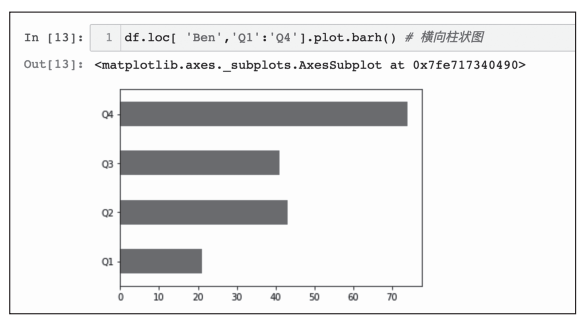 In [13]: 1 df.loc[ 'Ben','Q1':'Q4'].plot.barh() # 横向柱状图
Out[13]: <matplotlib.axes._subplots.AxesSubplot at 0x7fe717340490>
Q4
Q3
Q2
Q1
0 10 20 30 40 50 60 70